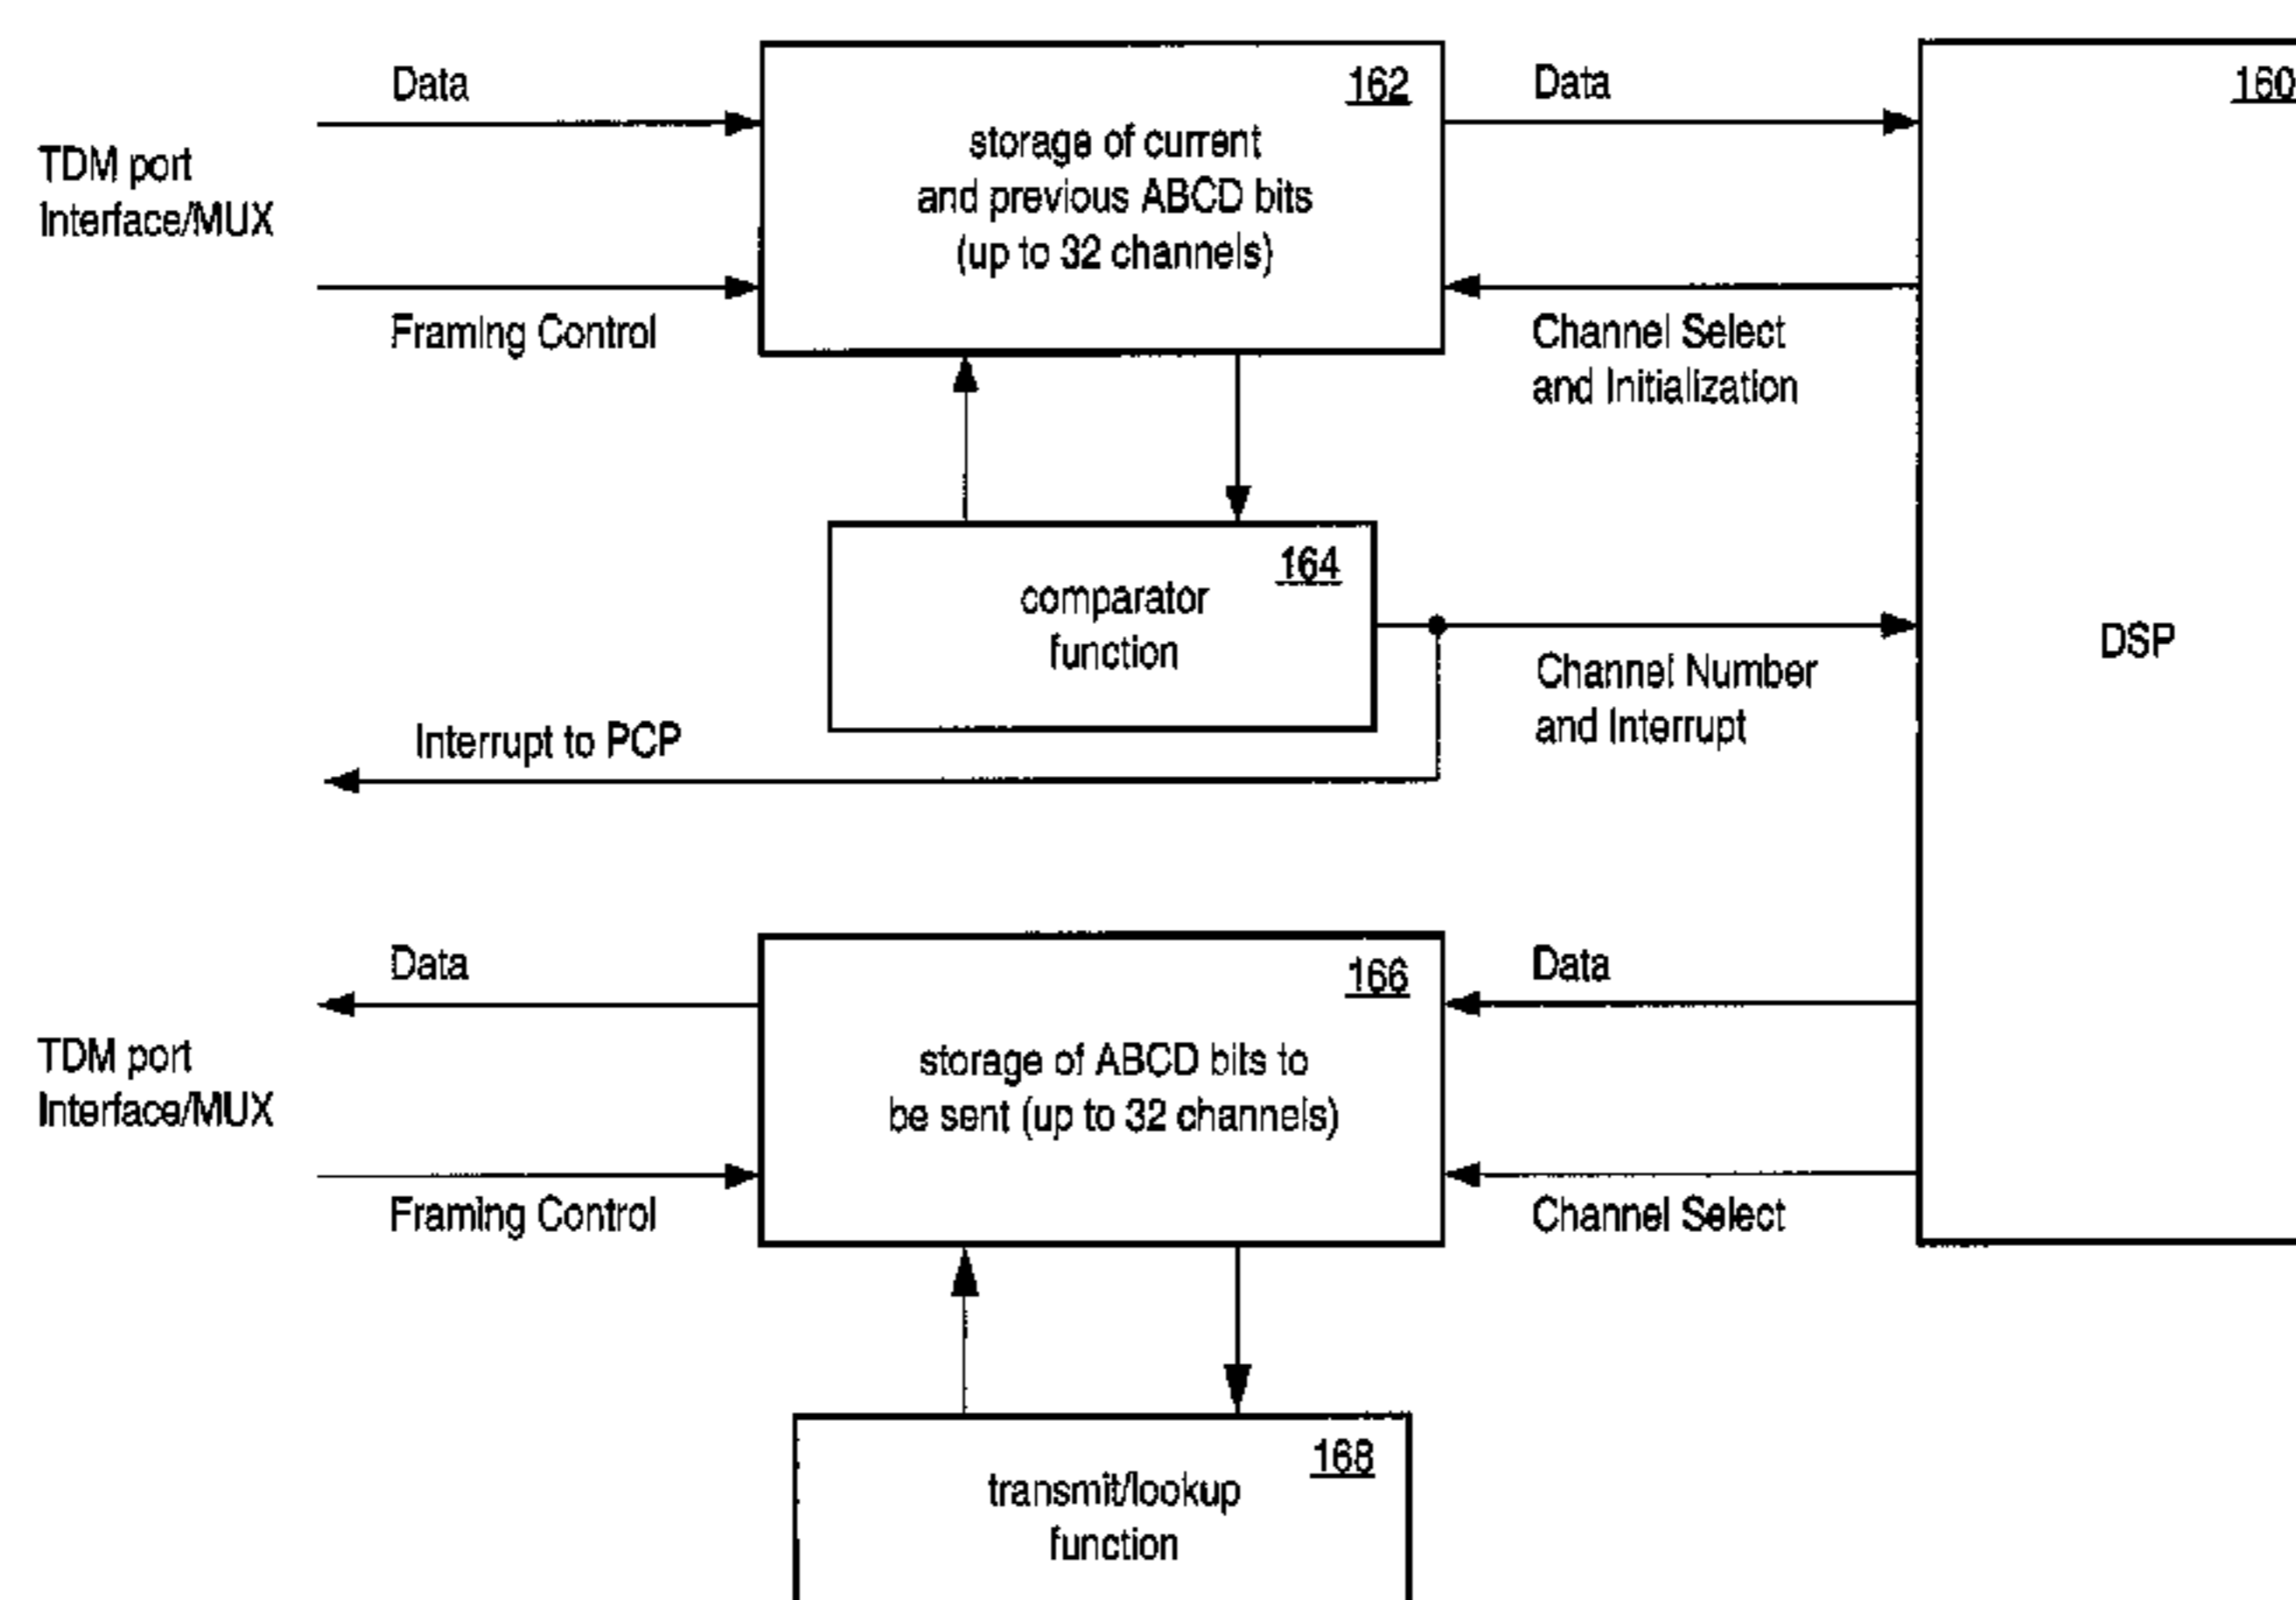 Data
162
Data
160
TDM port
Interface/MUX
storage of current
and previous ABCD bits
(up to 32 channels)
Framing Control
Channel Select
and Initialization
164
comparator
function
DSP
Channel Number
and Interrupt
Interrupt to PCP
Data
166
Data
TDM port
Interface/MUX
storage of ABCD bits to
be sent (up to 32 channels)
Framing Control
Channel Select
168
transmit/lookup
function